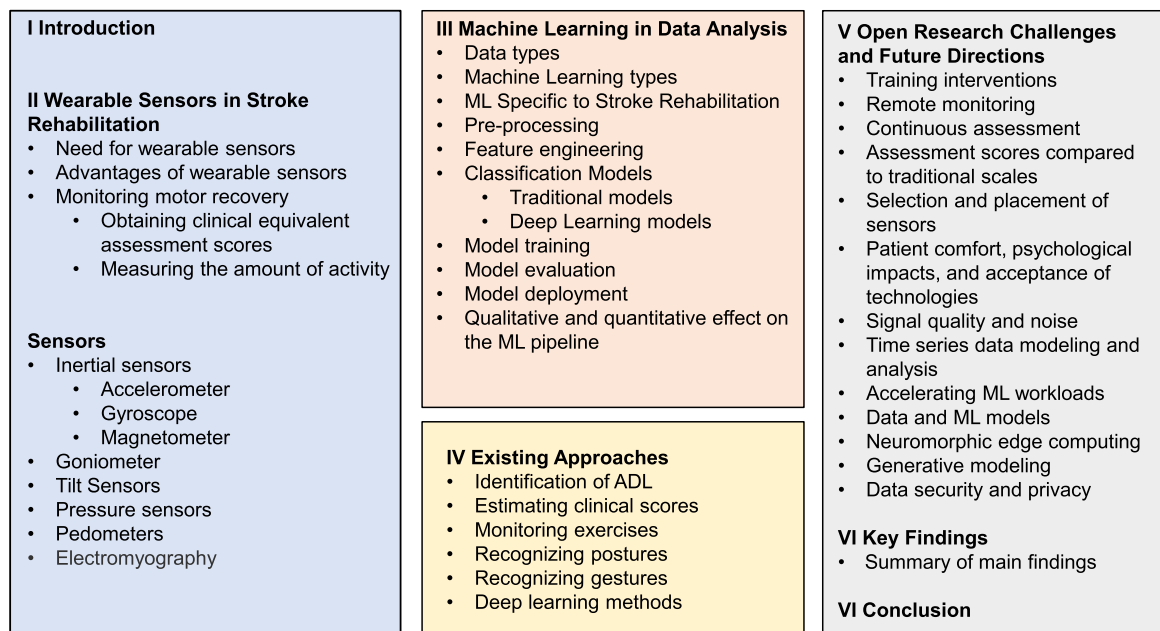 I Introduction
II Wearable Sensors in Stroke
Rehabilitation
• Need for wearable sensors
• Advantages of wearable sensors
• Monitoring motor recovery
• Obtaining clinical equivalent
assessment scores
• Measuring the amount of activity
Sensors
• Inertial sensors
• Accelerometer
• Gyroscope
• Magnetometer
• Goniometer
• Tilt Sensors
• Pressure sensors
• Pedometers
• Electromyography
III Machine Learning in Data Analysis
• Data types
• Machine Learning types
• ML Specific to Stroke Rehabilitation
• Pre-processing
• Feature engineering
• Classification Models
• Traditional models
• Deep Learning models
• Model training
• Model evaluation
• Model deployment
• Qualitative and quantitative effect on
the ML pipeline
IV Existing Approaches
• Identification of ADL
• Estimating clinical scores
• Monitoring exercises
• Recognizing postures
• Recognizing gestures
• Deep learning methods
V Open Research Challenges
and Future Directions
• Training interventions
• Remote monitoring
• Continuous assessment
• Assessment scores compared
to traditional scales
• Selection and placement of
sensors
• Patient comfort, psychological
impacts, and acceptance of
technologies
• Signal quality and noise
• Time series data modeling and
analysis
• Accelerating ML workloads
• Data and ML models
• Neuromorphic edge computing
• Generative modeling
• Data security and privacy
VI Key Findings
• Summary of main findings
VI Conclusion